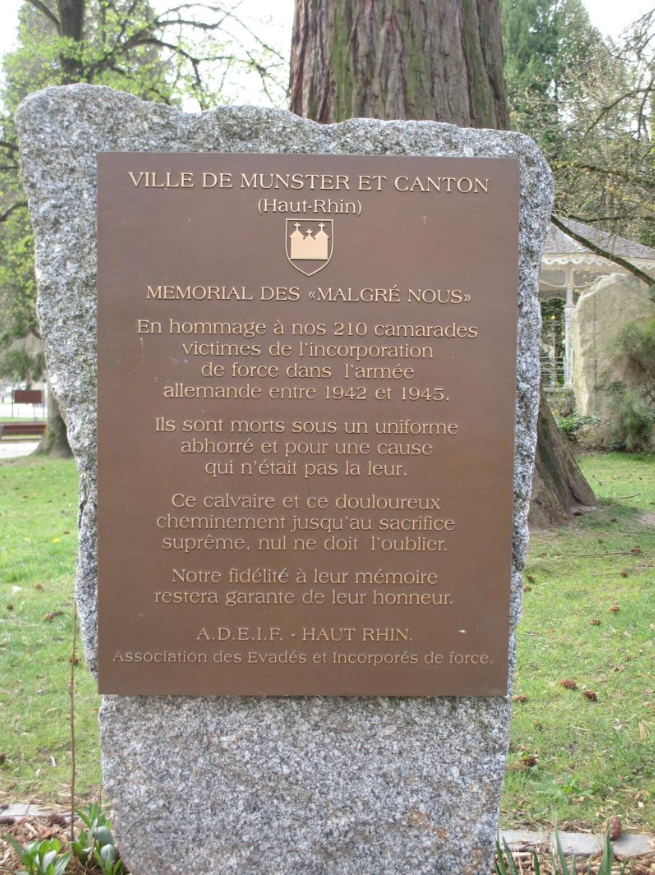 VILLE DE MUNSTER ET CANTON
(Haut-Rhin)
MEMORIAL DES «MALGRÉ NOUS»
En hommage à nos 210 camarades
victimes de l'incorporation
de force dans l'armée
allemande entre 1942 et 1945.
Ils sont morts sous un uniforme
abhorré et pour une cause
qui n'était pas la leur.
Ce calvaire et ce douloureux
cheminement jusqu'au sacrifice
suprême, nul ne doit l'oublier.
Notre fidélité à leur mémoire
restera garante de leur honneur.
A.D.E.I.F. - HAUT RHIN.
Association des Evadés et Incorporés de force.